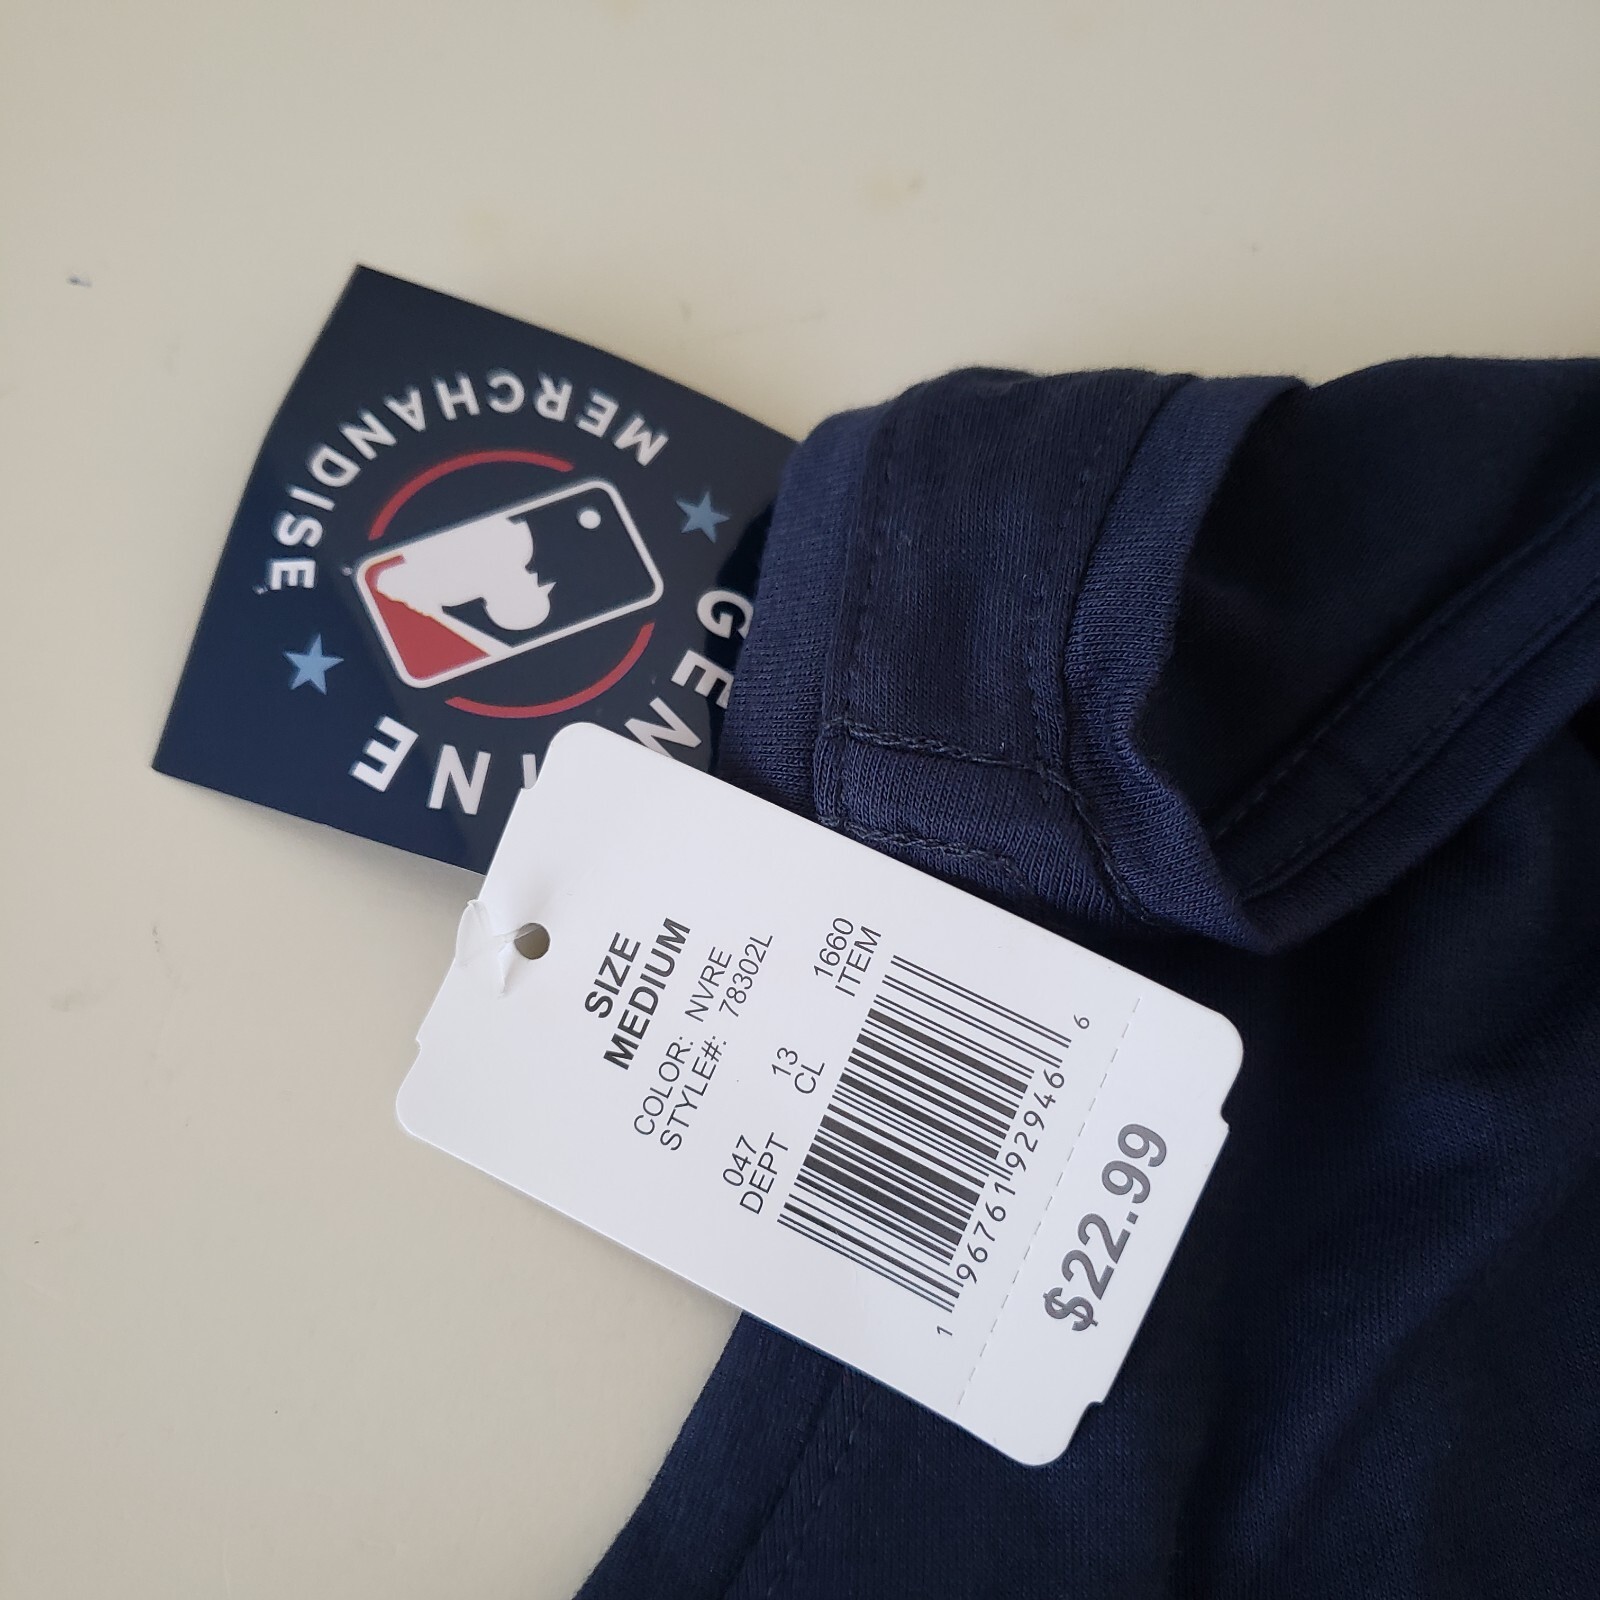 GENUINE
MERCHANDISE
SIZE
MEDIUM
COLOR: NVRE
STYLE#: 78302L
047 13 1660
DEPT CL ITEM
1 96761 92946 6
$22.99